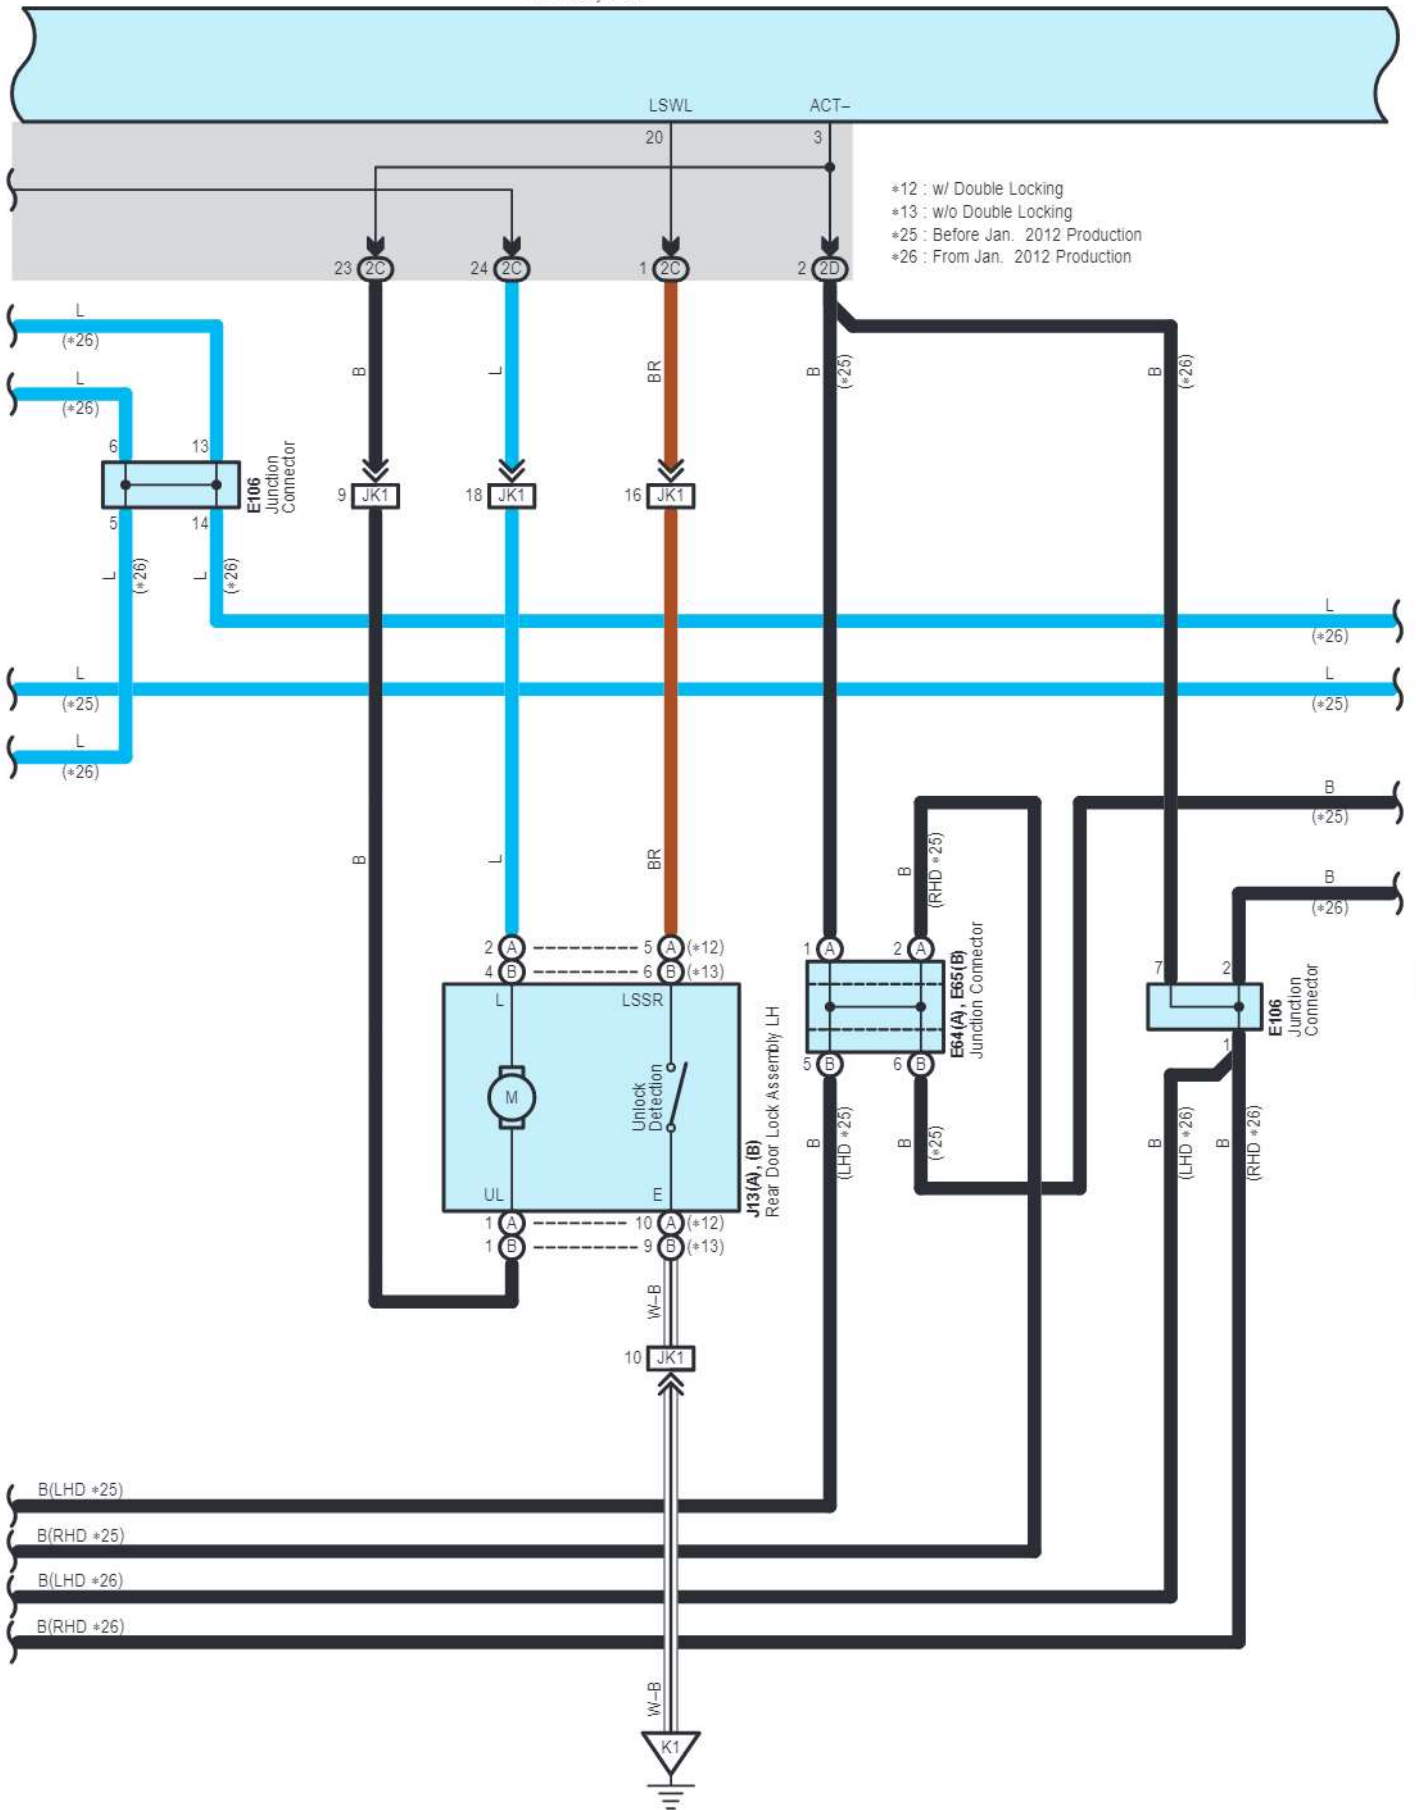 LSWL
ACT–
20
3
∗12 : w/ Double Locking
∗13 : w/o Double Locking
∗25 : Before Jan. 2012 Production
∗26 : From Jan. 2012 Production
23 2C
24 2C
1 2C
2 2D
L
(∗26)
L
(∗26)
B
L
BR
B
(∗25)
B
(∗26)
6
13
E106
Junction
Connector
5
14
9 JK1
18 JK1
16 JK1
L
(∗26)
L
(∗26)
L
(∗26)
L
(∗25)
L
(∗25)
L
(∗26)
B
(∗25)
B
L
BR
B
(RHD ∗25)
B
(∗26)
2 A
5 A (∗12)
4 B
6 B (∗13)
1 A
2 A
E64(A), E65(B)
Junction Connector
5 B
6 B
7
2
E106
Junction
Connector
1
L
LSSR
M
Unlock
Detection
UL
E
J13(A), (B)
Rear Door Lock Assembly LH
B
(LHD ∗25)
B
(∗25)
B
(LHD ∗26)
B
(RHD ∗26)
1 A
10 A (∗12)
1 B
9 B (∗13)
W–B
10 JK1
B(LHD ∗25)
B(RHD ∗25)
B(LHD ∗26)
B(RHD ∗26)
W–B
K1